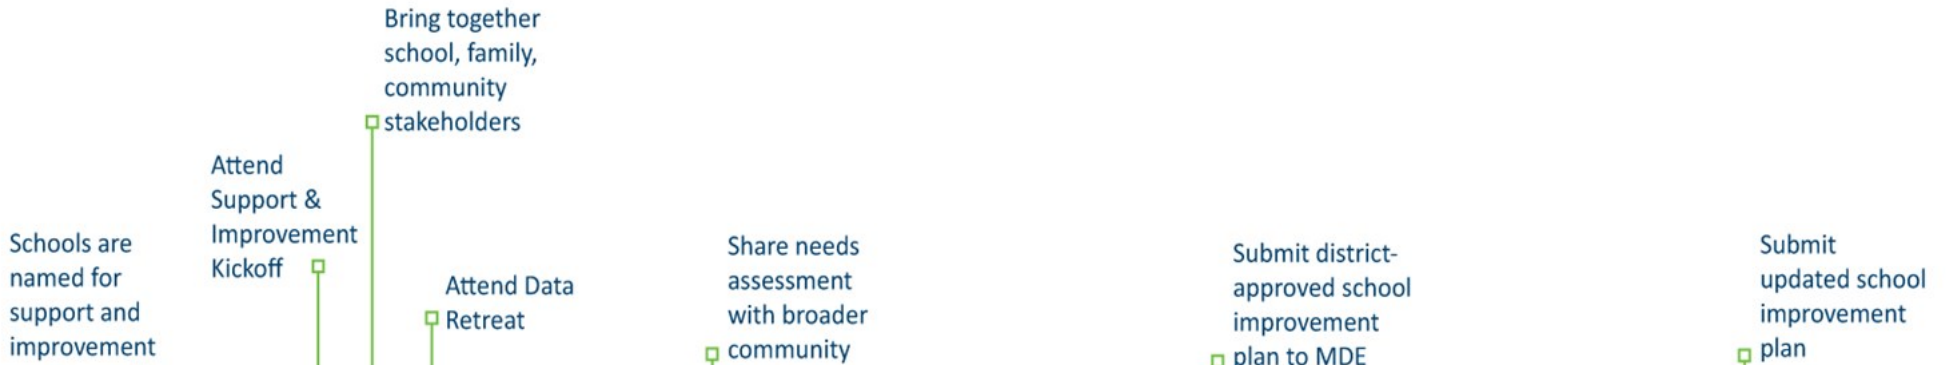 Bring together
school, family,
community
stakeholders
Attend
Support &
Improvement
Kickoff
Schools are
named for
support and
improvement
Attend Data
Retreat
Share needs
assessment
with broader
community
Submit district-
approved school
improvement
plan to MDE
Submit
updated school
improvement
plan